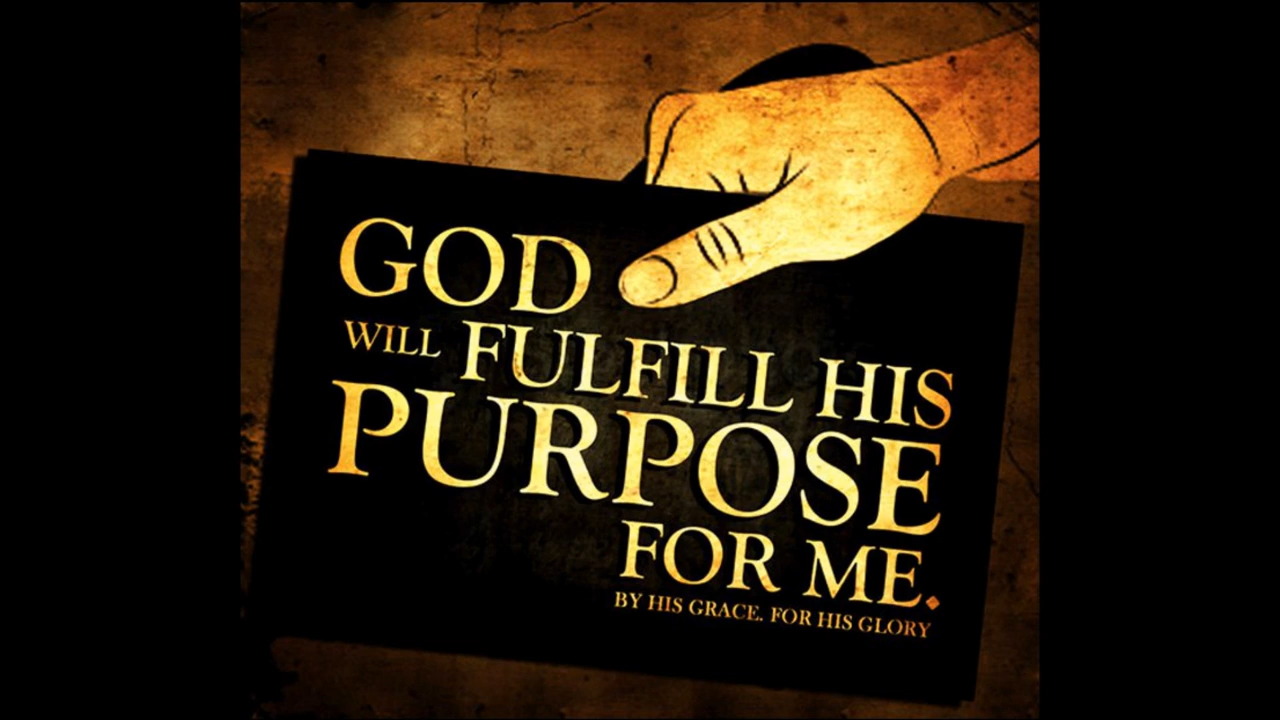 GOD
WILL FULFILL HIS
PURPOSE
FOR ME.
BY HIS GRACE. FOR HIS GLORY